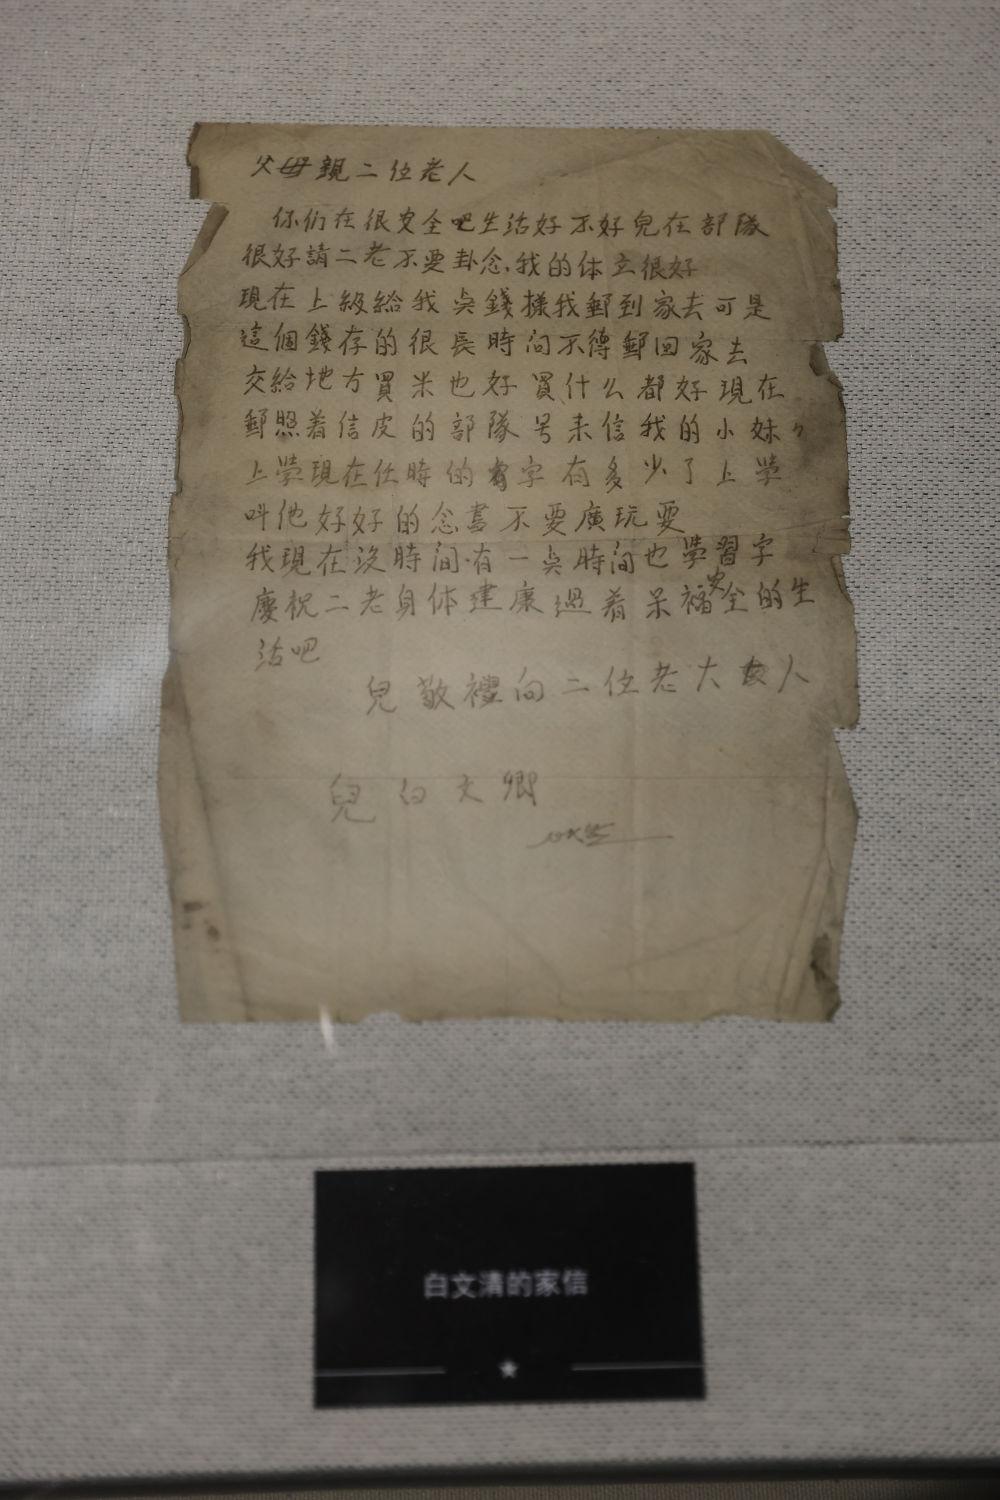 父母親二位老人
你们在很安全吧生活好不好兒在部隊
很好請二老不要卦念,我的体立很好
現在上級給我点錢搂我郵到家去可是
這個錢存的很長時间不得郵回家去
交給地方買米也好買什么都好現在
郵照着信皮的部隊号来信我的小妹々
上學現在任時的字有多少了上學
叫他好好的念書不要廣玩耍
我現在沒時間有一点時間也學習字
慶祝二老身体建康過着呆福安全的生
活吧
兒敬禮向二位老大人
兒白文卿
白文清的家信